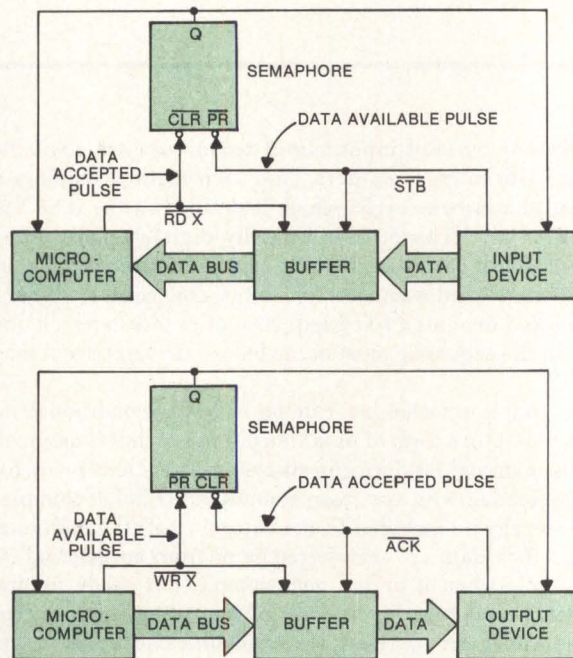 Q
SEMAPHORE
CLR PR
DATA AVAILABLE PULSE
DATA
ACCEPTED
PULSE
STB
RD X
MICRO-
COMPUTER
DATA BUS
BUFFER
DATA
INPUT
DEVICE
Q
SEMAPHORE
PR CLR
DATA ACCEPTED PULSE
DATA
AVAILABLE
PULSE
ACK
WR X
MICRO-
COMPUTER
DATA BUS
BUFFER
DATA
OUTPUT
DEVICE